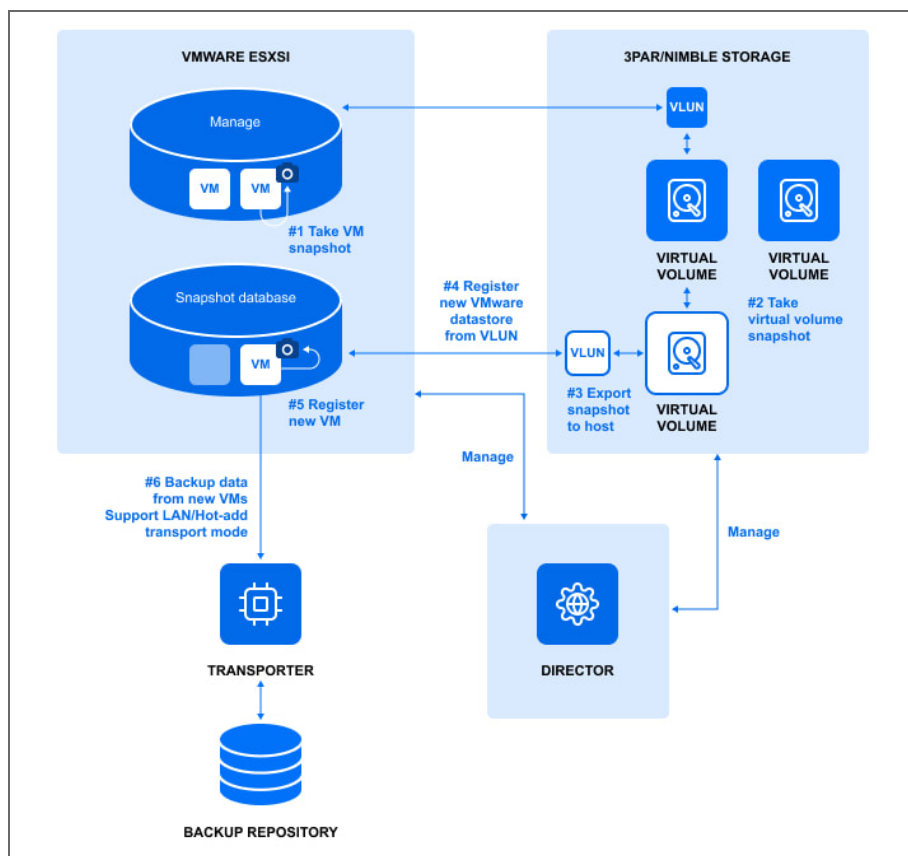 VMWARE ESXSI
3PAR/NIMBLE STORAGE
Manage
VLUN
VM
VM
#1 Take VM
snapshot
VIRTUAL
VOLUME
VIRTUAL
VOLUME
Snapshot database
#4 Register
new VMware
datastore
from VLUN
#2 Take
virtual volume
snapshot
VM
VLUN
#5 Register
new VM
#3 Export
snapshot
to host
VIRTUAL
VOLUME
Manage
#6 Backup data
from new VMs
Support LAN/Hot-add
transport mode
Manage
TRANSPORTER
DIRECTOR
BACKUP REPOSITORY